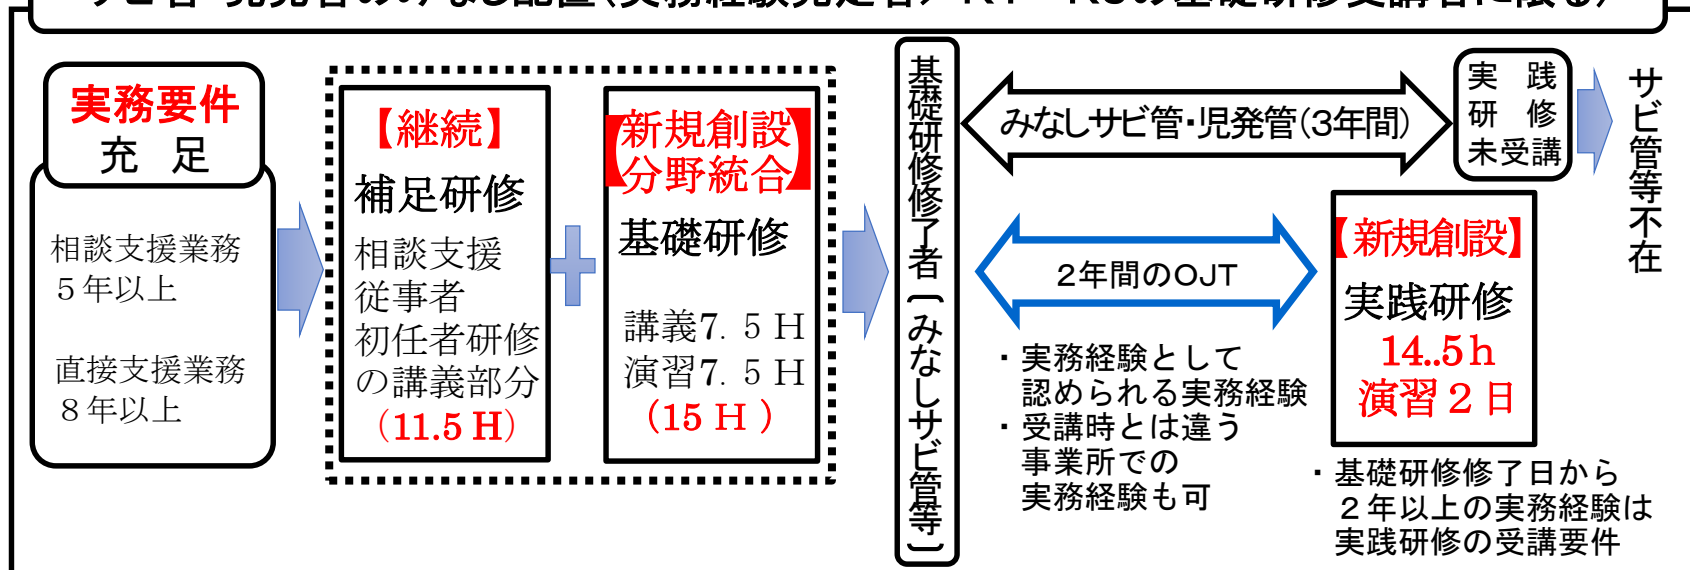 実務要件
充 足
相談支援業務
５年以上
直接支援業務
８年以上
【継続】
補足研修
相談支援
従事者
初任者研修
の講義部分
(11.5 H)
【新規創設
分野統合】
基礎研修
講義7. 5 H
演習7. 5 H
(15 H )
基礎研修修了者（みなしサビ管等）
みなしサビ管・児発管(3年間)
実 践
研 修
未受講
サビ管等不在
2年間のOJT
・実務経験として
認められる実務経験
・受講時とは違う
事業所での
実務経験も可
【新規創設】
実践研修
14..5ｈ
演習２日
・基礎研修修了日から
２年以上の実務経験は
実践研修の受講要件